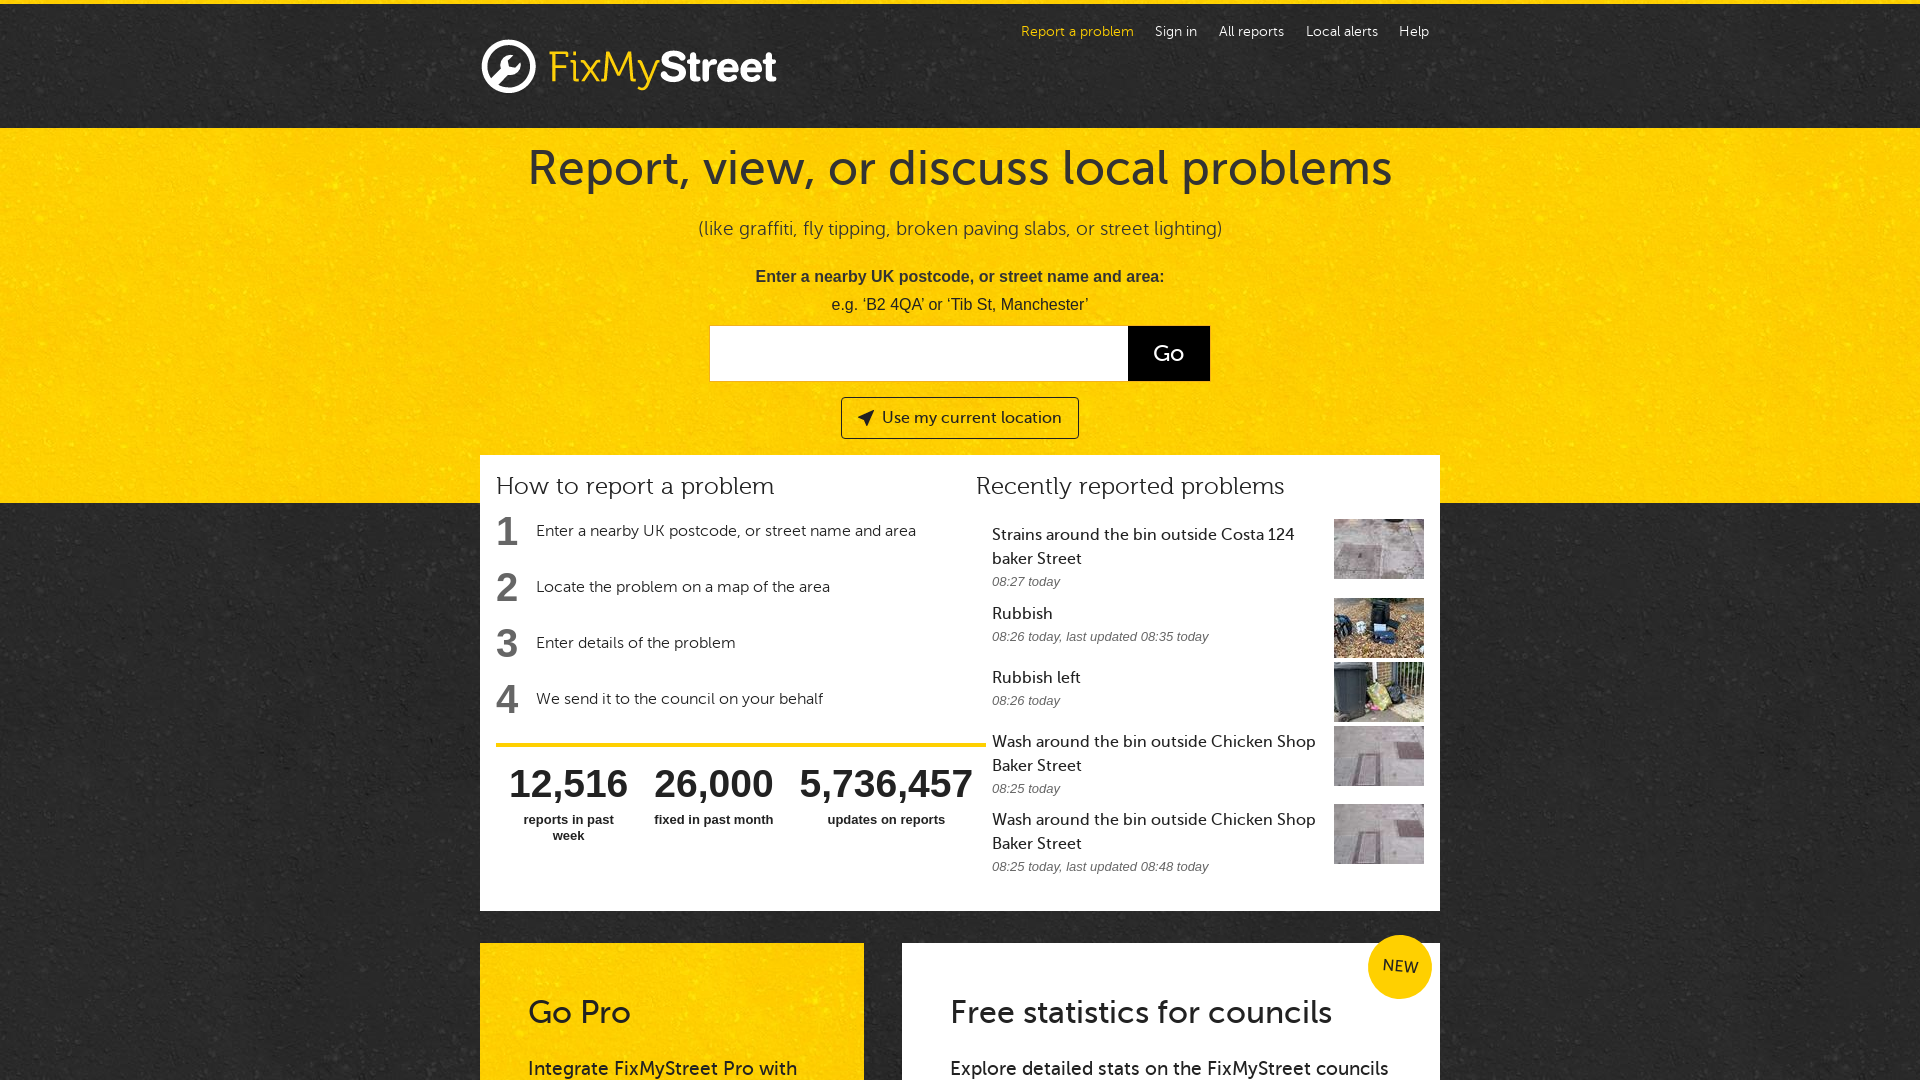 Report a problem
Sign in
All reports
Local alerts
Help
FixMyStreet
Report, view, or discuss local problems
(like graffiti, fly tipping, broken paving slabs, or street lighting)
Enter a nearby UK postcode, or street name and area:
e.g. ‘B2 4QA’ or ‘Tib St, Manchester’
Go
Use my current location
How to report a problem
1 Enter a nearby UK postcode, or street name and area
2 Locate the problem on a map of the area
3 Enter details of the problem
4 We send it to the council on your behalf
12,516
reports in past
week
26,000
fixed in past month
5,736,457
updates on reports
Recently reported problems
Strains around the bin outside Costa 124
baker Street
08:27 today
Rubbish
08:26 today, last updated 08:35 today
Rubbish left
08:26 today
Wash around the bin outside Chicken Shop
Baker Street
08:25 today
Wash around the bin outside Chicken Shop
Baker Street
08:25 today, last updated 08:48 today
Go Pro
Integrate FixMyStreet Pro with
NEW
Free statistics for councils
Explore detailed stats on the FixMyStreet councils